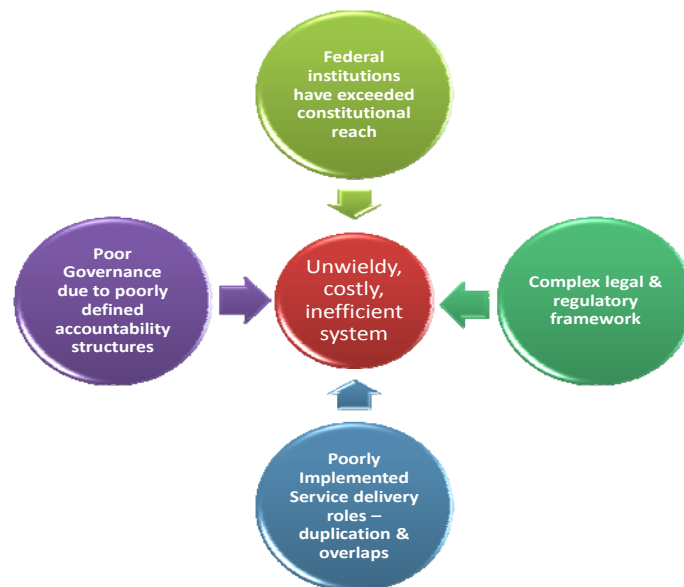 Federal
institutions
have exceeded
constitutional
reach
Poor
Governance
due to poorly
defined
accountability
structures
Unwieldy,
costly,
inefficient
system
Complex legal &
regulatory
framework
Poorly
Implemented
Service delivery
roles –
duplication &
overlaps